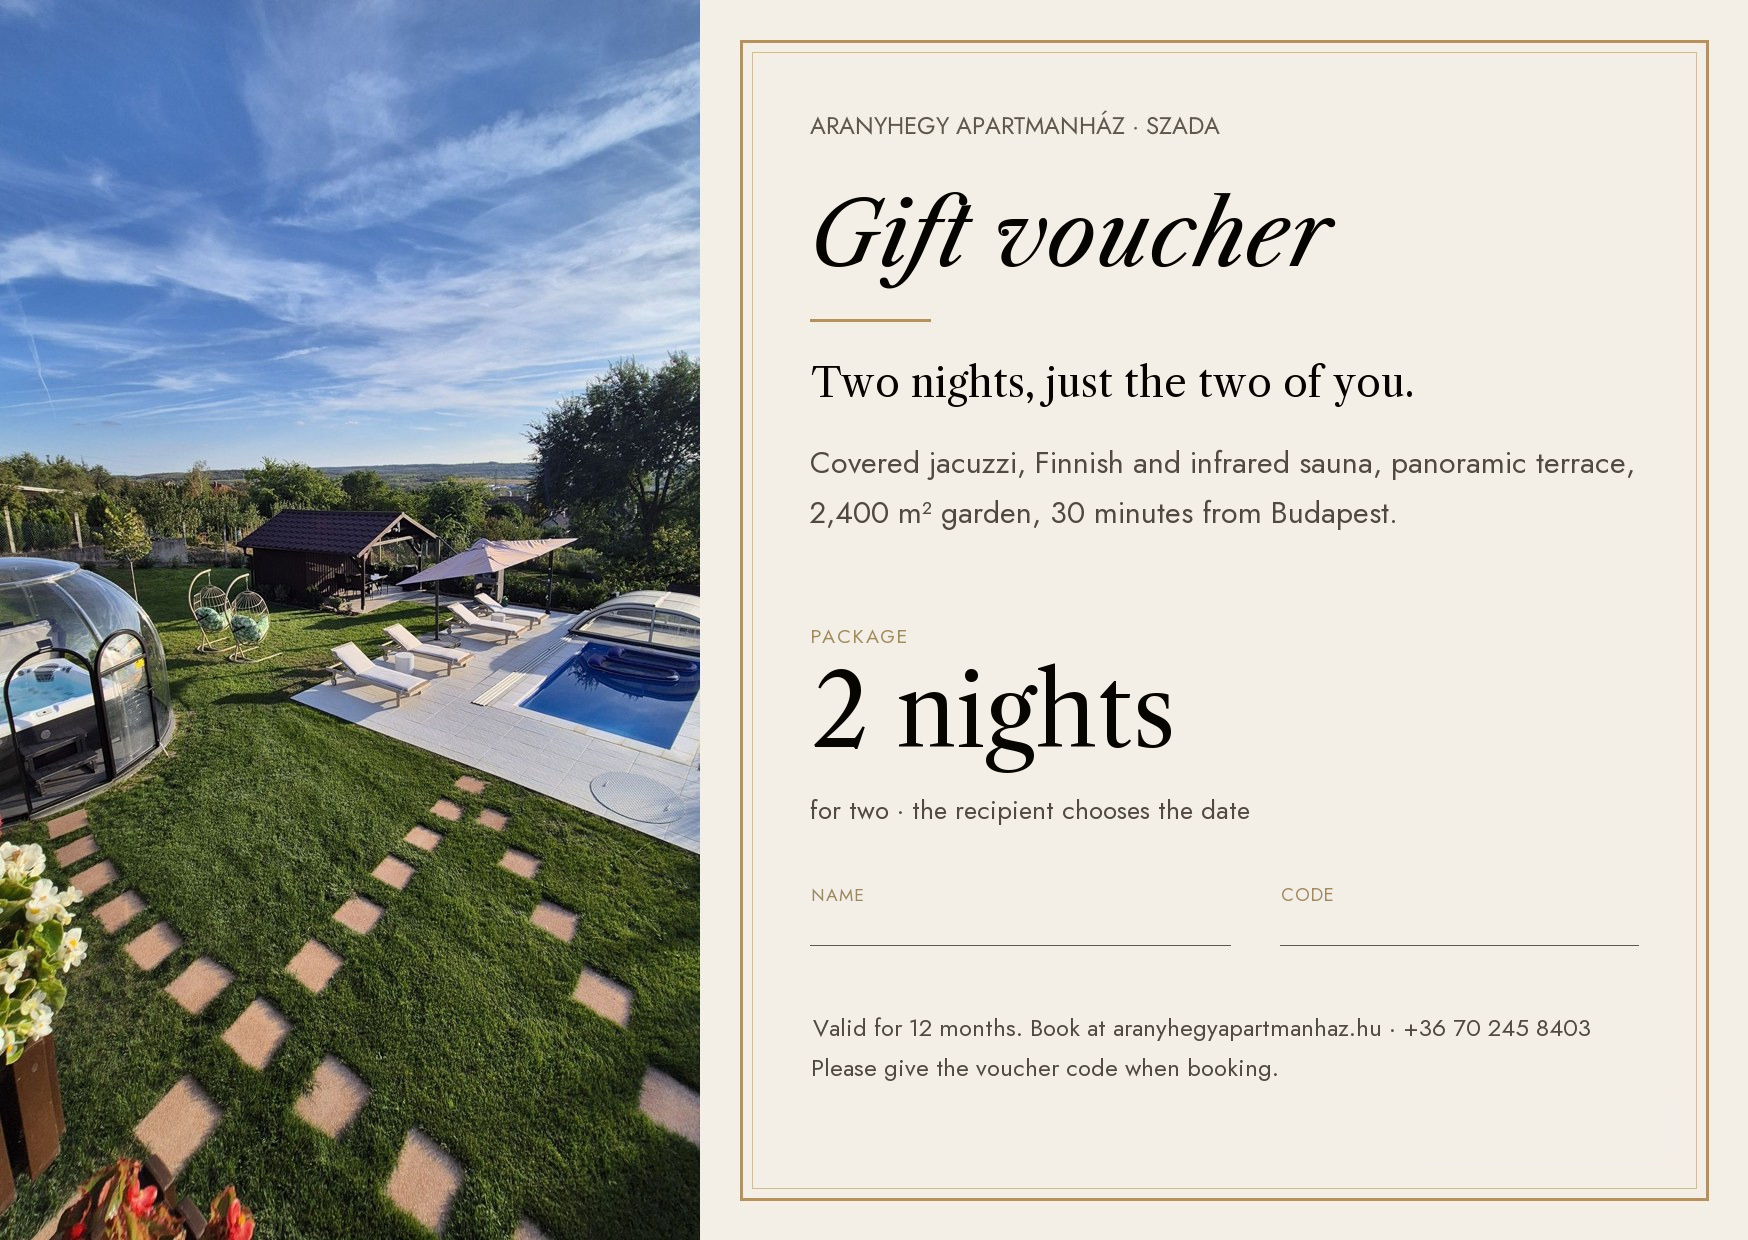 ARANYHEGY APARTMANHÁZ · SZADA
Gift voucher
Two nights, just the two of you.
Covered jacuzzi, Finnish and infrared sauna, panoramic terrace,
2,400 m² garden, 30 minutes from Budapest.
PACKAGE
2 nights
for two · the recipient chooses the date
NAME
CODE
Valid for 12 months. Book at aranyhegyapartmanhaz.hu · +36 70 245 8403
Please give the voucher code when booking.